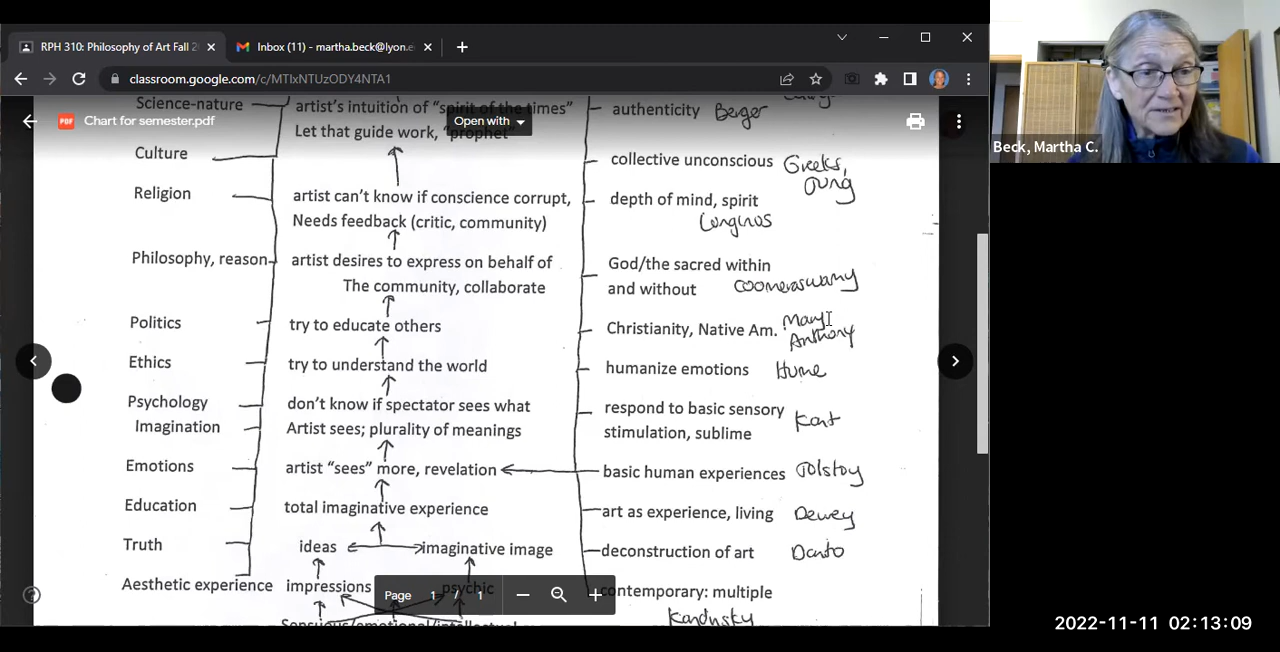 RPH 310: Philosophy of Art Fall 2
Inbox (11) - martha.beck@lyon.e
classroom.google.com/c/MTIxNTUzODY4NTA1
Chart for semester.pdf
Open with
Beck, Martha C.
Science-nature
artist's intuition of "spirit of the times"
Let that guide work, "prophet"
authenticity Berger
Culture
collective unconscious Greeks,
Jung
Religion
artist can't know if conscience corrupt,
Needs feedback (critic, community)
depth of mind, spirit
Longinos
Philosophy, reason
artist desires to express on behalf of
The community, collaborate
God/the sacred within
and without Coomeraswamy
Politics
try to educate others
Christianity, Native Am. Mary
Anthony
Ethics
try to understand the world
humanize emotions Hume
Psychology
Imagination
don't know if spectator sees what
Artist sees; plurality of meanings
respond to basic sensory
stimulation, sublime Kant
Emotions
artist "sees" more, revelation
basic human experiences Tolstoy
Education
total imaginative experience
art as experience, living Dewey
Truth
ideas
imaginative image
deconstruction of art Danto
Aesthetic experience
impressions
psychic
contemporary: multiple
Kandinsky
Sensuous/emotional/intellectual
Page 1 / 1
2022-11-11 02:13:09